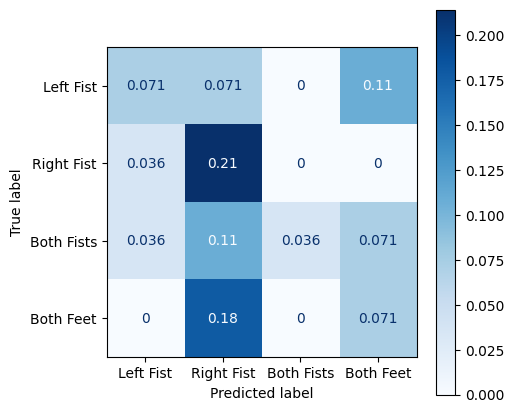 Left Fist 0.071 0.071 0 0.11
Right Fist 0.036 0.21 0 0
Both Fists 0.036 0.11 0.036 0.071
Both Feet 0 0.18 0 0.071
Left Fist Right Fist Both Fists Both Feet
Predicted label
True label
0.200
0.175
0.150
0.125
0.100
0.075
0.050
0.025
0.000